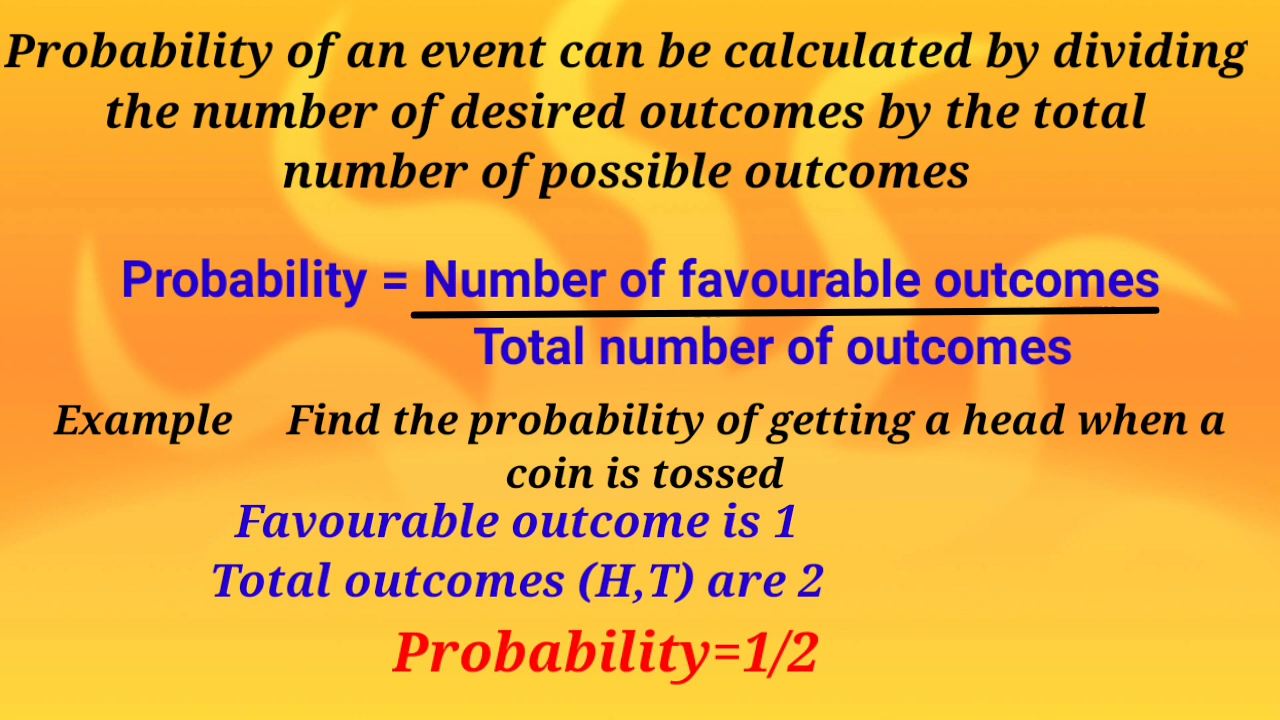 Probability of an event can be calculated by dividing
the number of desired outcomes by the total
number of possible outcomes
Probability = Number of favourable outcomes
Total number of outcomes
Example Find the probability of getting a head when a
coin is tossed
Favourable outcome is 1
Total outcomes (H,T) are 2
Probability=1/2